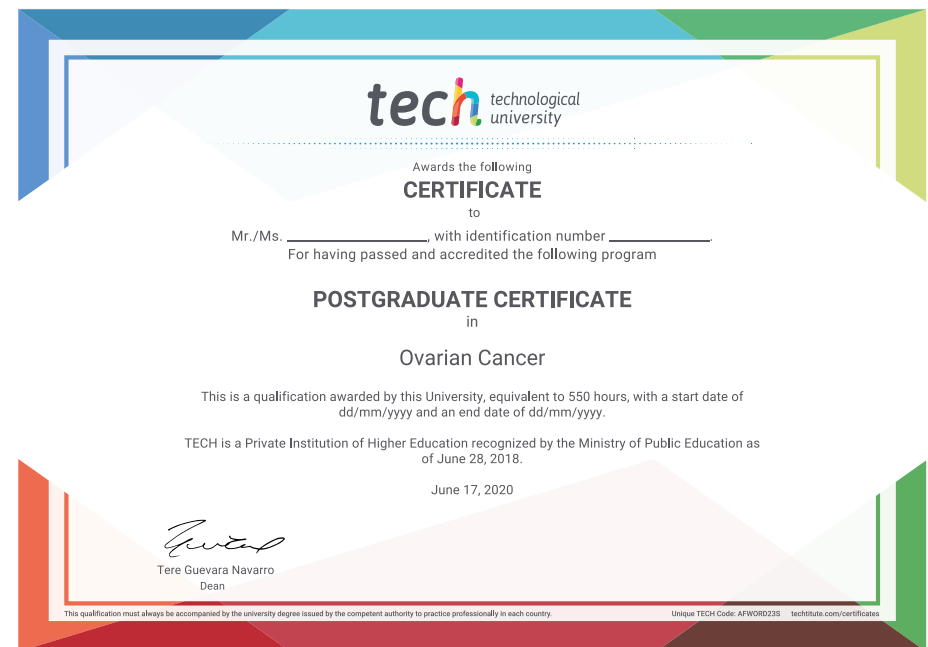 tech technological
university
Awards the following
CERTIFICATE
to
Mr./Ms. ____________________, with identification number ______________.
For having passed and accredited the following program
POSTGRADUATE CERTIFICATE
in
Ovarian Cancer
This is a qualification awarded by this University, equivalent to 550 hours, with a start date of
dd/mm/yyyy and an end date of dd/mm/yyyy.
TECH is a Private Institution of Higher Education recognized by the Ministry of Public Education as
of June 28, 2018.
June 17, 2020
Tere Guevara Navarro
Dean
This qualification must always be accompanied by the university degree issued by the competent authority to practice professionally in each country. Unique TECH Code: AFWORD23S techtitute.com/certificates